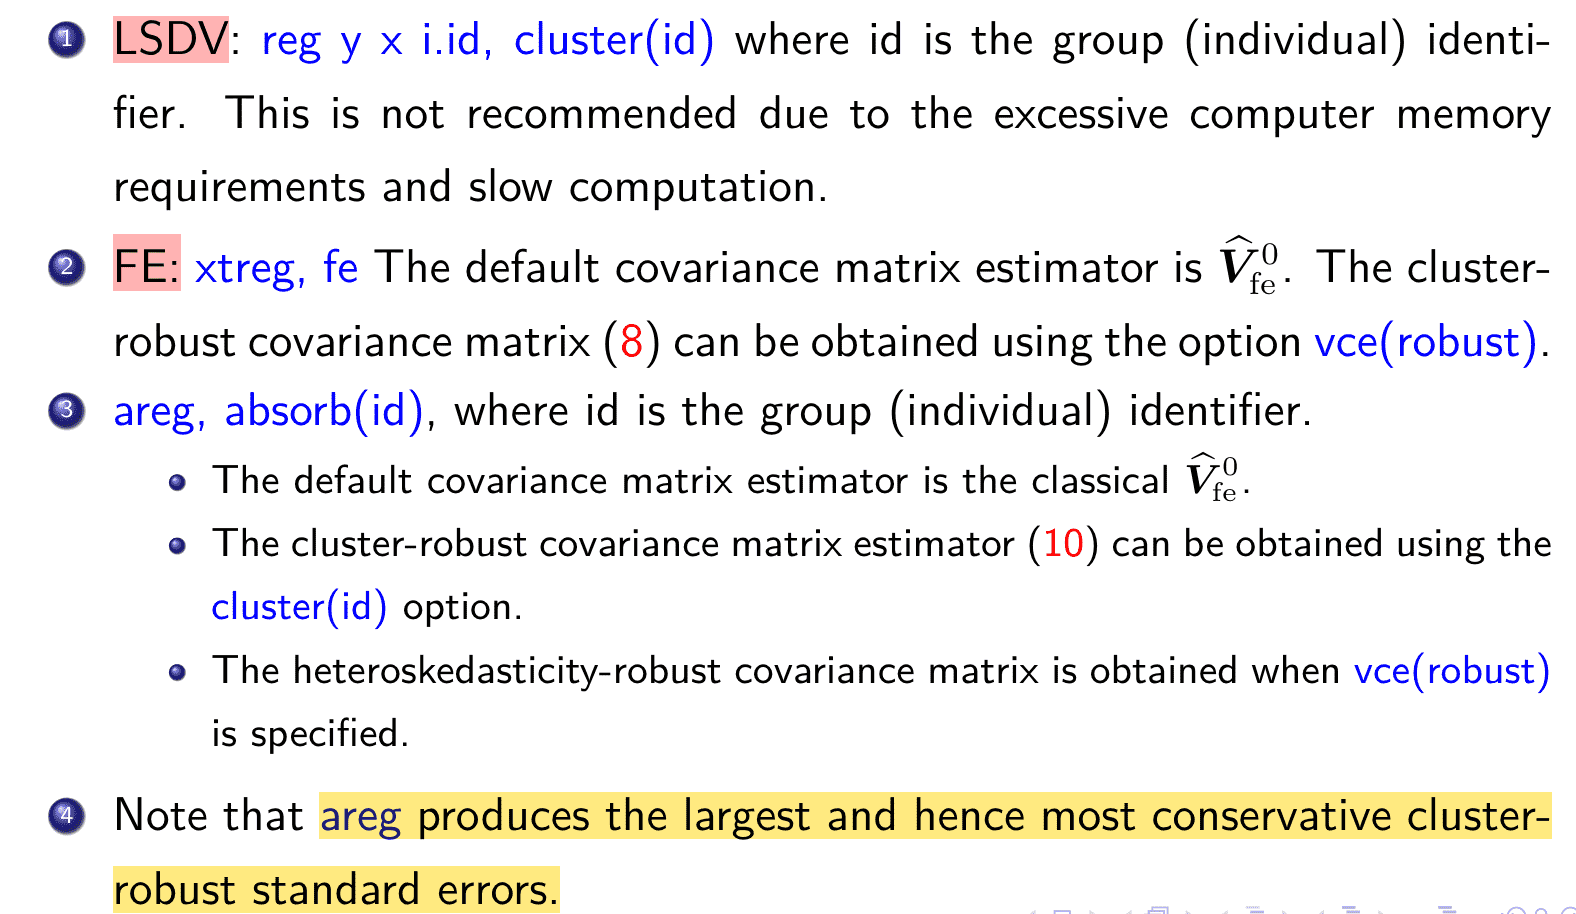 1 LSDV: reg y x i.id, cluster(id) where id is the group (individual) identi-
fier. This is not recommended due to the excessive computer memory
requirements and slow computation.
2 FE: xtreg, fe The default covariance matrix estimator is $\widehat{V}^0_{\text{fe}}$. The cluster-
robust covariance matrix (8) can be obtained using the option vce(robust).
3 areg, absorb(id), where id is the group (individual) identifier.
The default covariance matrix estimator is the classical $\widehat{V}^0_{\text{fe}}$.
The cluster-robust covariance matrix estimator (10) can be obtained using the
cluster(id) option.
The heteroskedasticity-robust covariance matrix is obtained when vce(robust)
is specified.
4 Note that areg produces the largest and hence most conservative cluster-
robust standard errors.